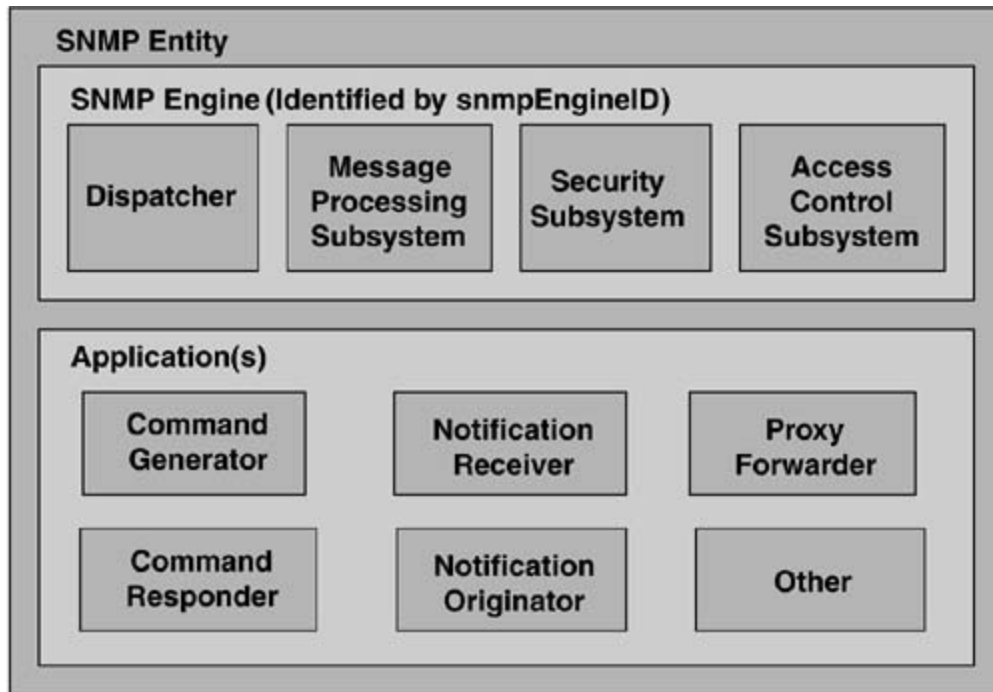 SNMP Entity
SNMP Engine (Identified by snmpEngineID)
Dispatcher
Message
Processing
Subsystem
Security
Subsystem
Access
Control
Subsystem
Application(s)
Command
Generator
Notification
Receiver
Proxy
Forwarder
Command
Responder
Notification
Originator
Other